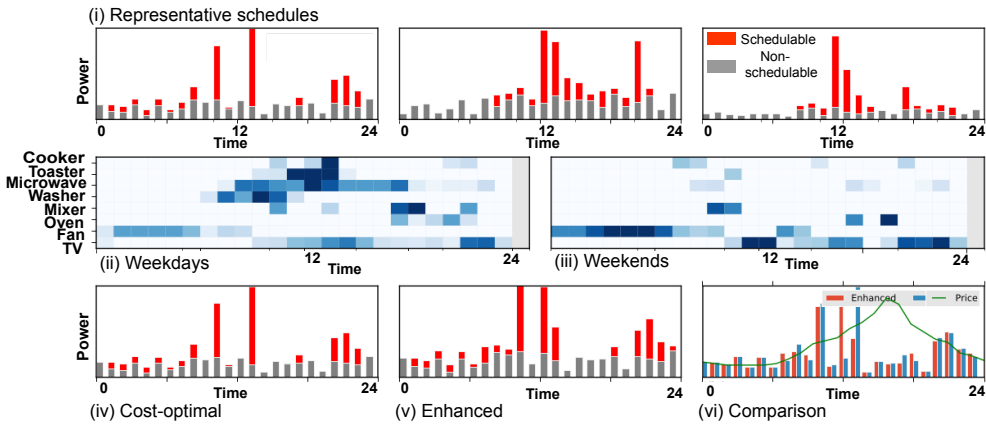 (i) Representative schedules
Power
Schedulable
Non-
schedulable
0
12
24
12
24
0
12
24
Time
Time
Time
Cooker
Toaster
Microwave
Washer
Mixer
Oven
Fan
TV
(ii) Weekdays
12
Time
24
(iii) Weekends
12
Time
24
Power
Enhanced
Price
0
24
0
24
0
24
Time
Time
Time
(iv) Cost-optimal
(v) Enhanced
(vi) Comparison